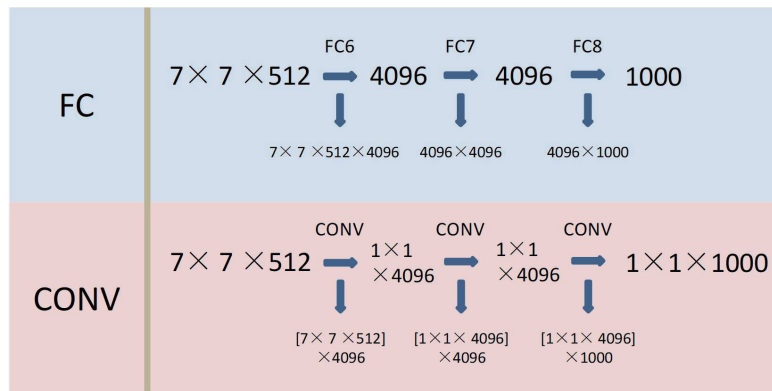 FC
FC6 FC7 FC8
7× 7 ×512 4096 4096 1000
7× 7 ×512×4096 4096×4096 4096×1000
CONV
CONV CONV CONV
7× 7 ×512 1×1 ×4096 1×1 ×4096 1×1×1000
[7× 7 ×512] [1×1× 4096] [1×1× 4096]
×4096 ×4096 ×1000